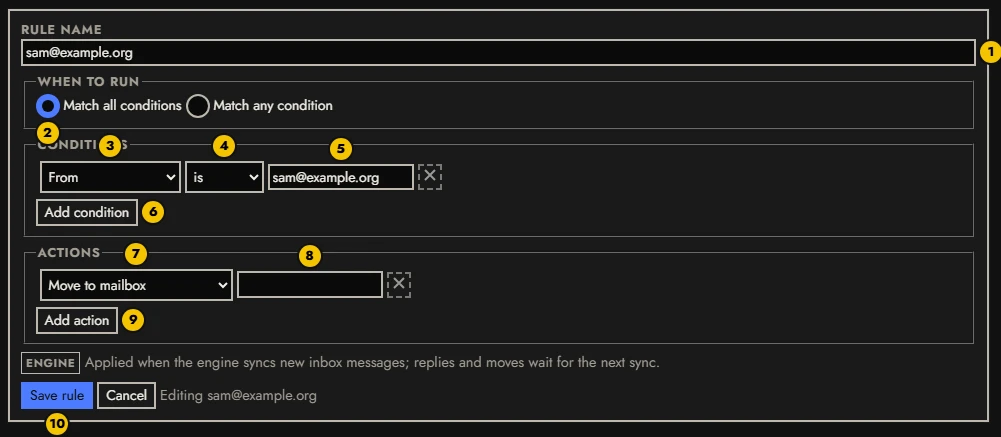 RULE NAME
sam@example.org
1
WHEN TO RUN
Match all conditions Match any condition
2
3 4 5
From is sam@example.org ✕
Add condition 6
ACTIONS 7 8
Move to mailbox ✕
Add action 9
ENGINE Applied when the engine syncs new inbox messages; replies and moves wait for the next sync.
Save rule Cancel Editing sam@example.org
10